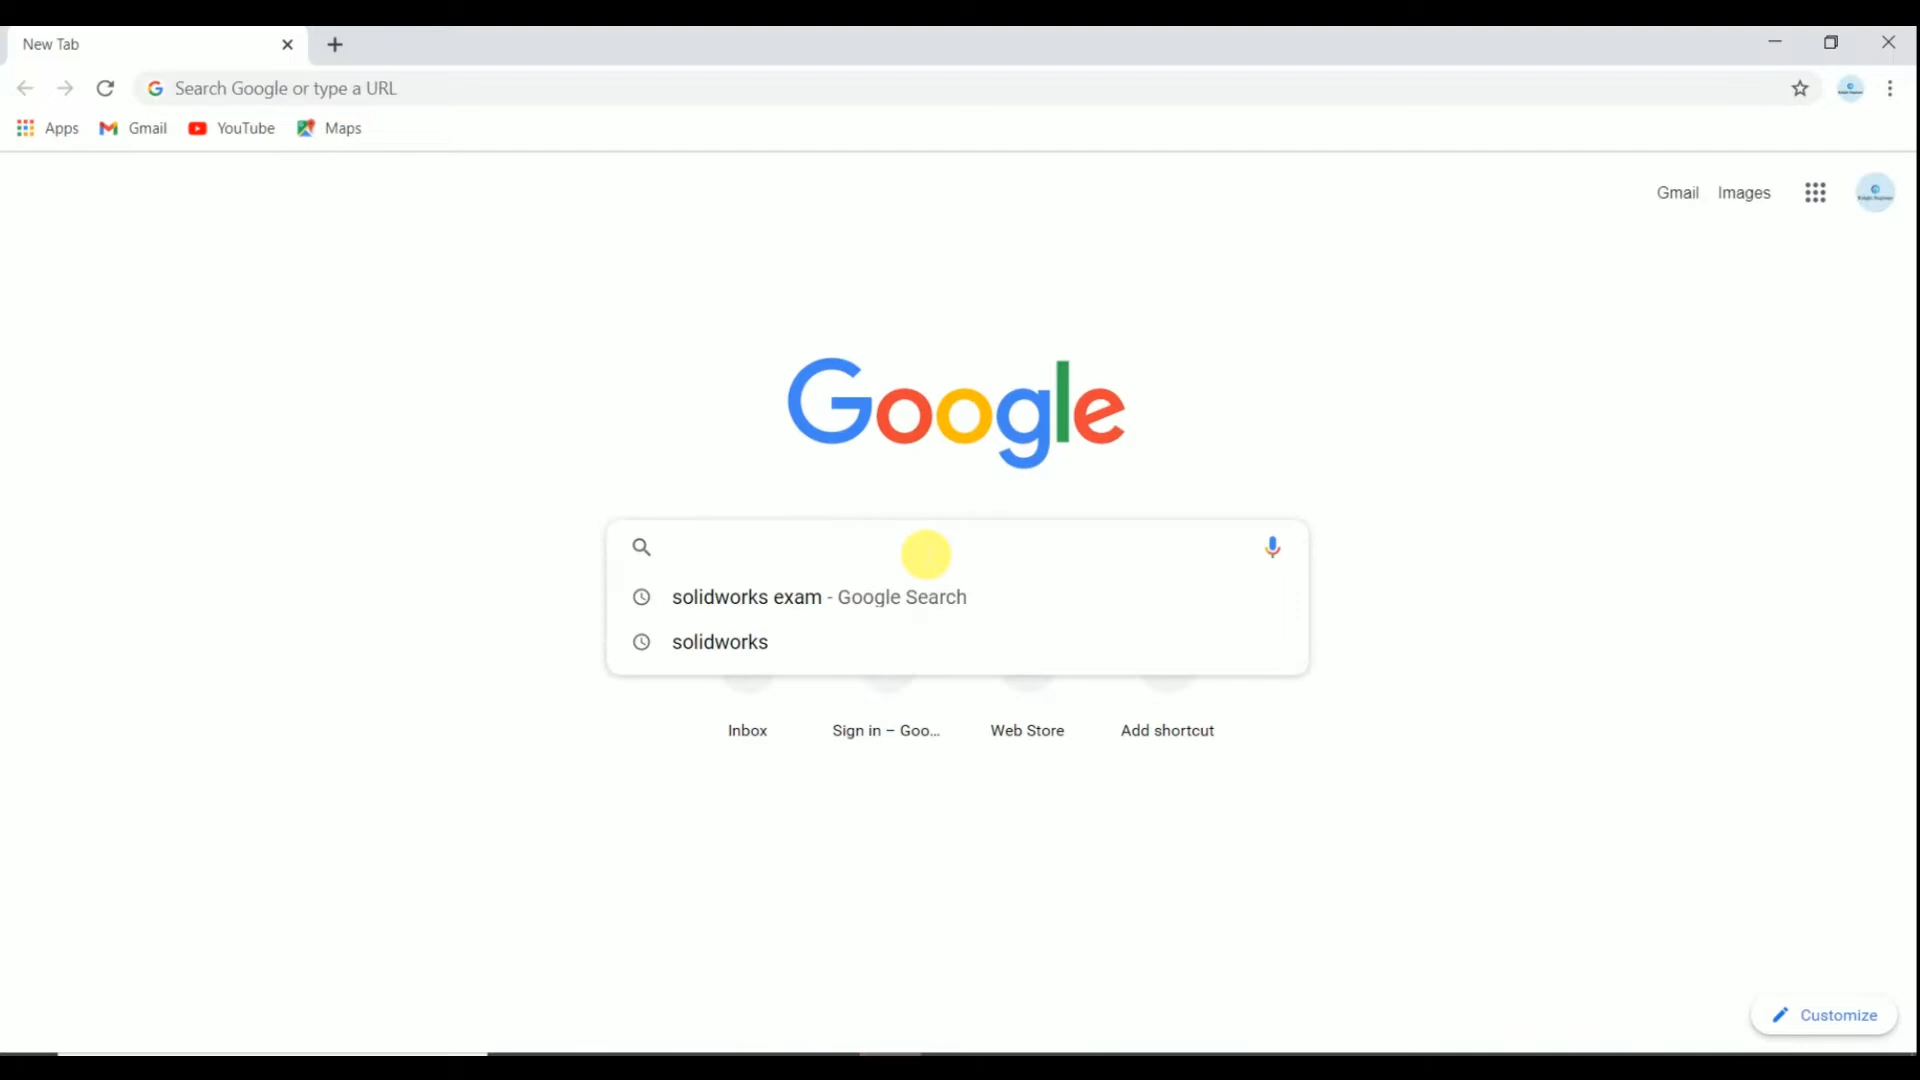 New Tab
Search Google or type a URL
Apps Gmail YouTube Maps
Gmail Images
Google
solidworks exam - Google Search
solidworks
Inbox Sign in – Goo... Web Store Add shortcut
Customize